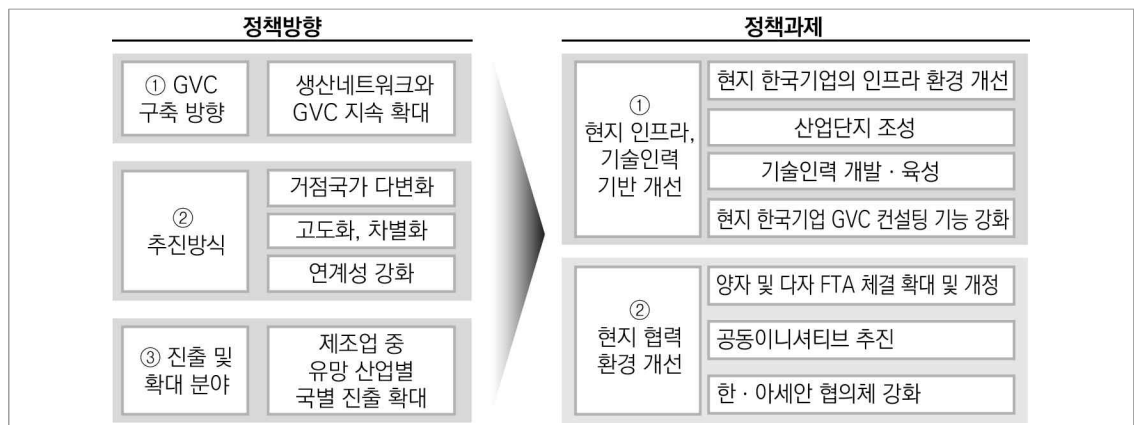 정책방향
① GVC
구축 방향
생산네트워크와
GVC 지속 확대
②
추진방식
거점국가 다변화
고도화, 차별화
연계성 강화
③ 진출 및
확대 분야
제조업 중
유망 산업별
국별 진출 확대
정책과제
①
현지 인프라,
기술인력
기반 개선
현지 한국기업의 인프라 환경 개선
산업단지 조성
기술인력 개발 · 육성
현지 한국기업 GVC 컨설팅 기능 강화
②
현지 협력
환경 개선
양자 및 다자 FTA 체결 확대 및 개정
공동이니셔티브 추진
한 · 아세안 협의체 강화